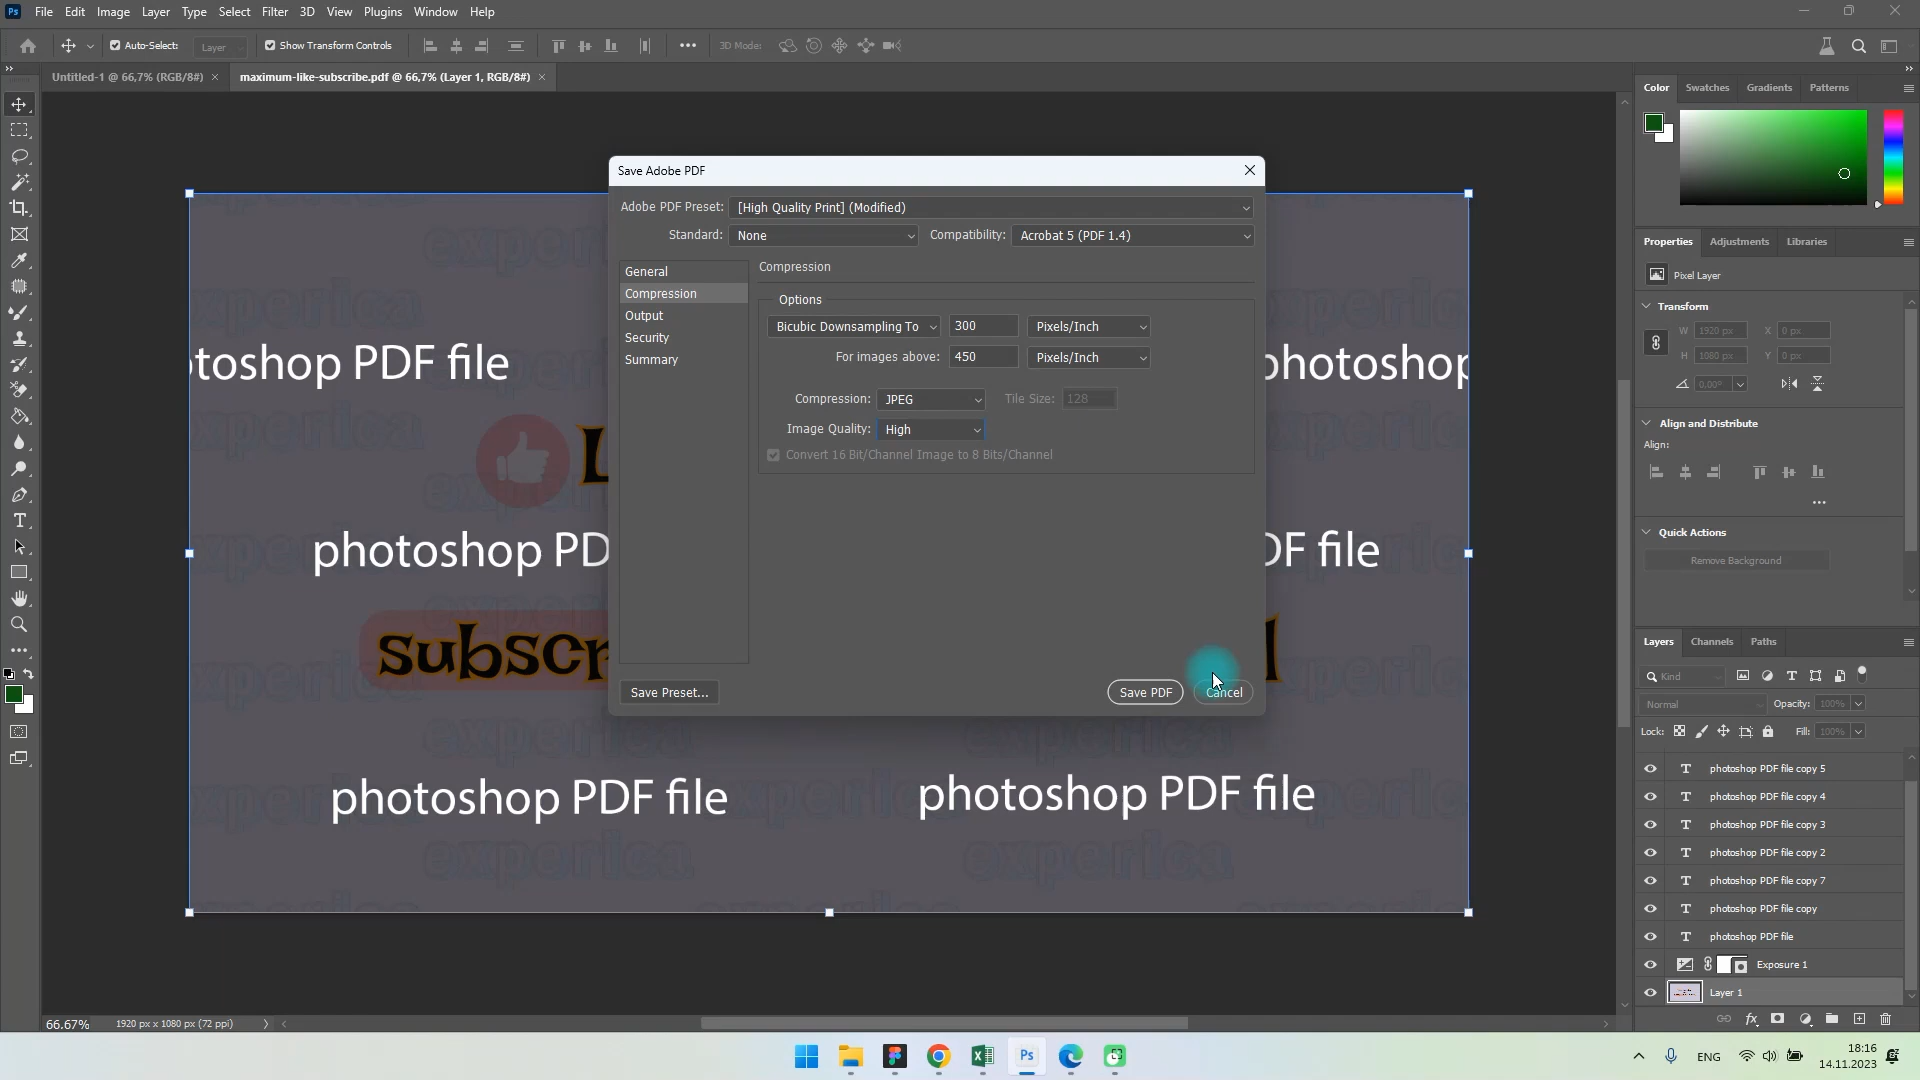 Ps File Edit Image Layer Type Select Filter 3D View Plugins Window Help
Auto-Select: Layer Show Transform Controls 3D Mode:
Untitled-1 @ 66,7% (RGB/8#) maximum-like-subscribe.pdf @ 66,7% (Layer 1, RGB/8#)
Color Swatches Gradients Patterns
Save Adobe PDF
Adobe PDF Preset: [High Quality Print] (Modified)
Standard: None Compatibility: Acrobat 5 (PDF 1.4)
General
Compression
Output
Security
Summary
Compression
Options
Bicubic Downsampling To 300 Pixels/Inch
For images above: 450 Pixels/Inch
Compression: JPEG Tile Size: 128
Image Quality: High
Convert 16 Bit/Channel Image to 8 Bits/Channel
Save Preset... Save PDF Cancel
experica
experica
otoshop PDF file
photoshop
experica
L
experica
photoshop PD
DF file
experica
subscr
l
experica
experica
experica
photoshop PDF file
photoshop PDF file
experica
experica
Properties Adjustments Libraries
Pixel Layer
Transform
W 1920 px X 0 px
H 1080 px Y 0 px
0,00°
Align and Distribute
Align:
Quick Actions
Remove Background
Layers Channels Paths
Kind
Normal Opacity: 100%
Lock: Fill: 100%
photoshop PDF file copy 5
photoshop PDF file copy 4
photoshop PDF file copy 3
photoshop PDF file copy 2
photoshop PDF file copy 7
photoshop PDF file copy
photoshop PDF file
Exposure 1
Layer 1
66.67% 1920 px x 1080 px (72 ppi)
Ps
ENG
18:16
14.11.2023